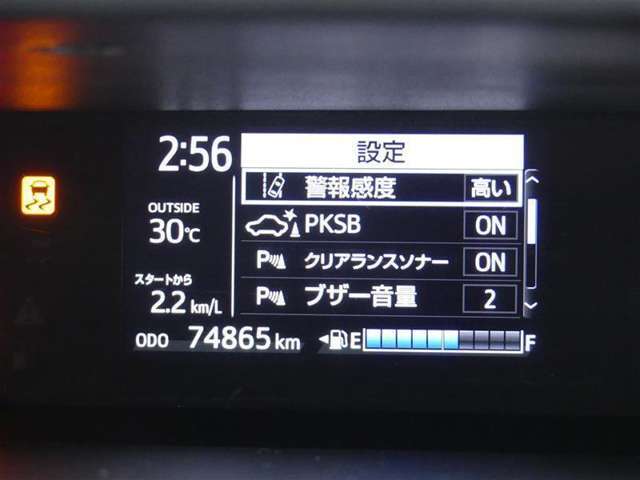 2:56
OUTSIDE
30℃
スタートから
2.2 km/L
設定
警報感度 高い
PKSB ON
クリアランスソナー ON
ブザー音量 2
ODO 74865 km
E F